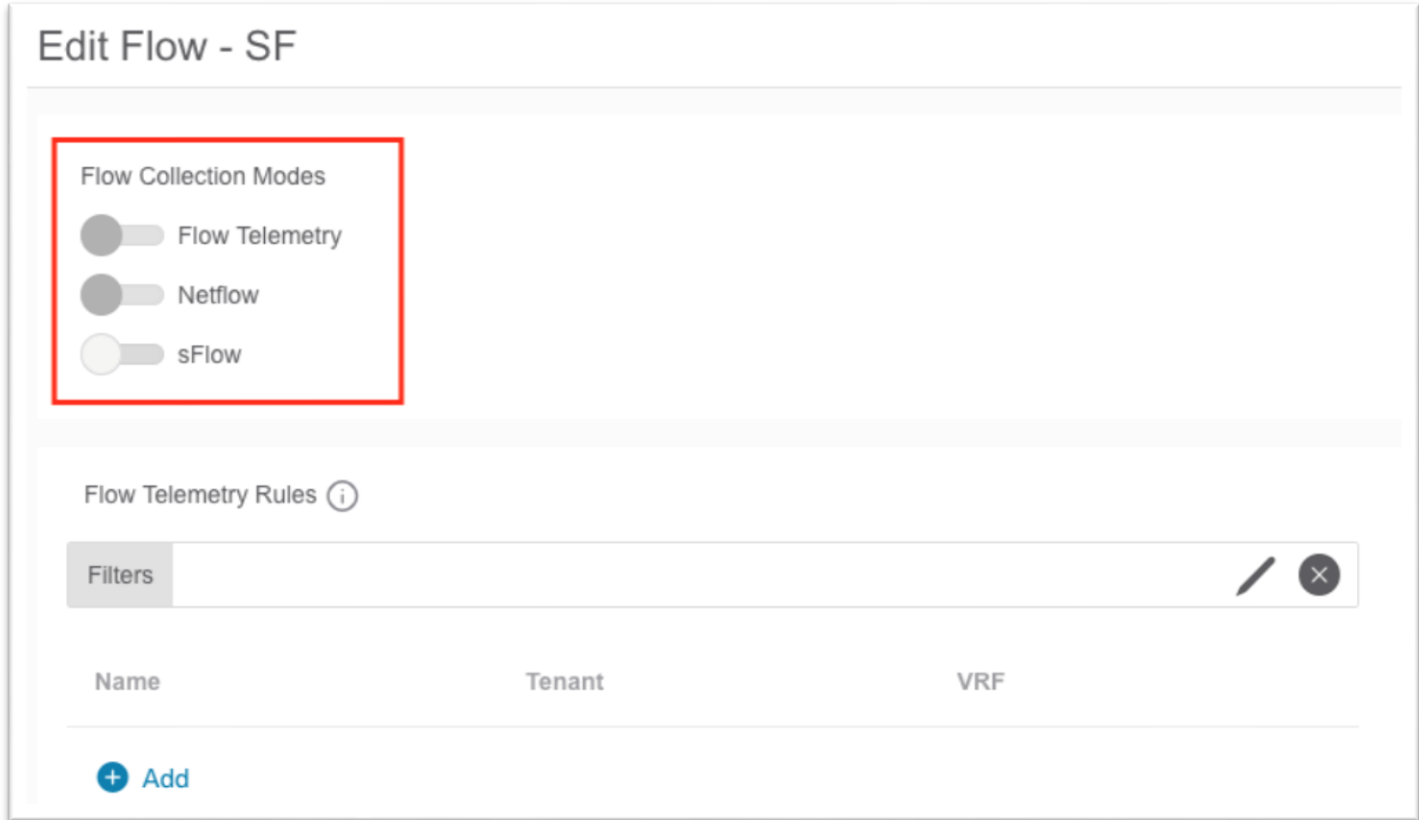 Edit Flow - SF
Flow Collection Modes
Flow Telemetry
Netflow
sFlow
Flow Telemetry Rules
Filters
Name Tenant VRF
Add